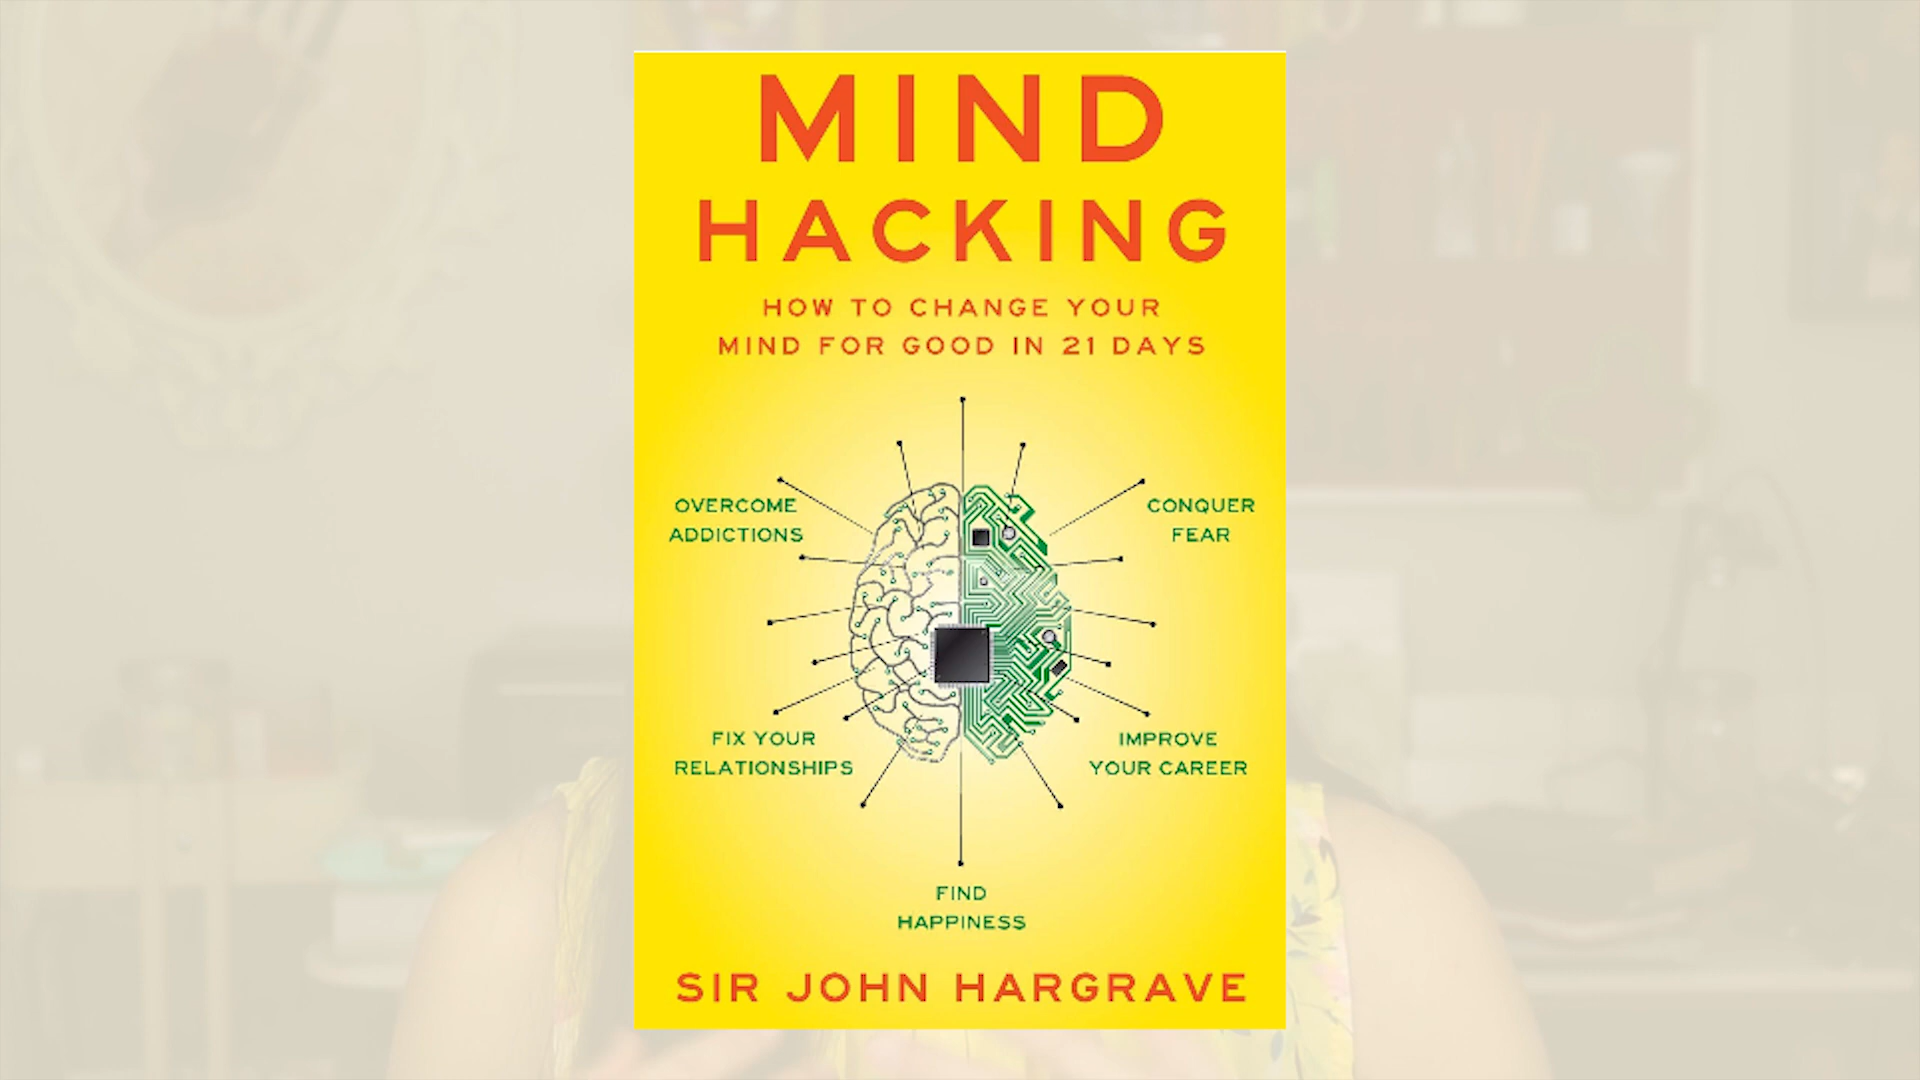 MIND
HACKING
HOW TO CHANGE YOUR
MIND FOR GOOD IN 21 DAYS
OVERCOME
ADDICTIONS
CONQUER
FEAR
FIX YOUR
RELATIONSHIPS
IMPROVE
YOUR CAREER
FIND
HAPPINESS
SIR JOHN HARGRAVE